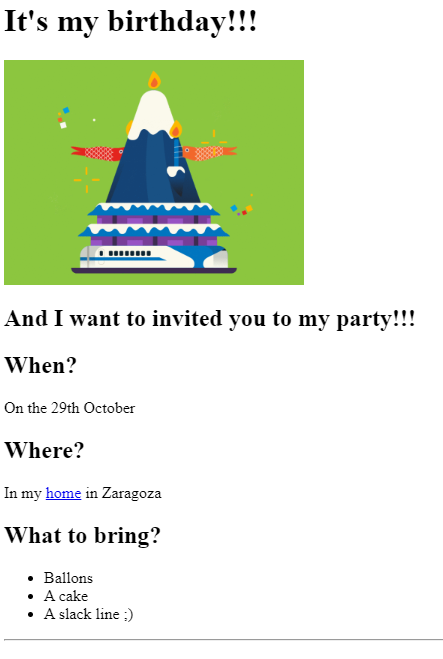 It's my birthday!!!
And I want to invited you to my party!!!
When?
On the 29th October
Where?
In my home in Zaragoza
What to bring?
Ballons
A cake
A slack line ;)